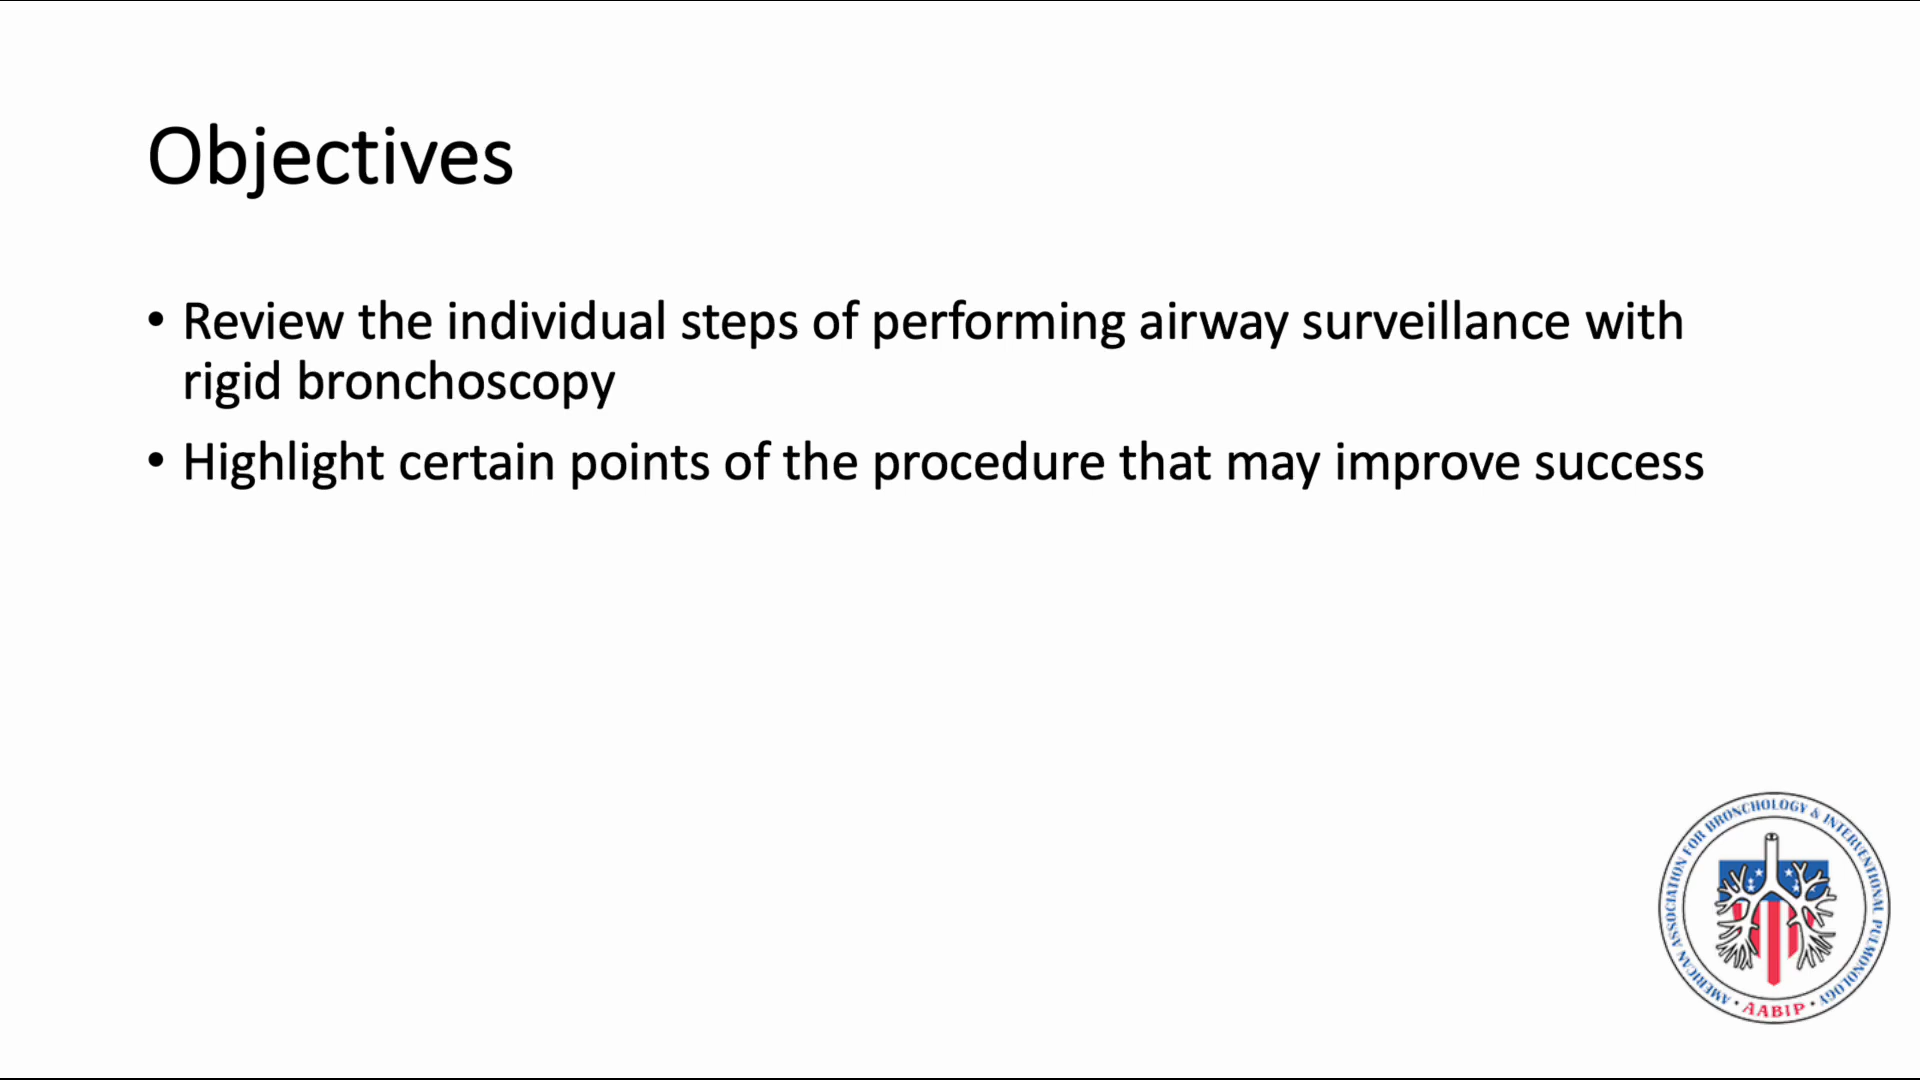 Objectives
• Review the individual steps of performing airway surveillance with
rigid bronchoscopy
• Highlight certain points of the procedure that may improve success
AMERICAN ASSOCIATION FOR BRONCHOLOGY & INTERVENTIONAL PULMONOLOGY
• AABIP •